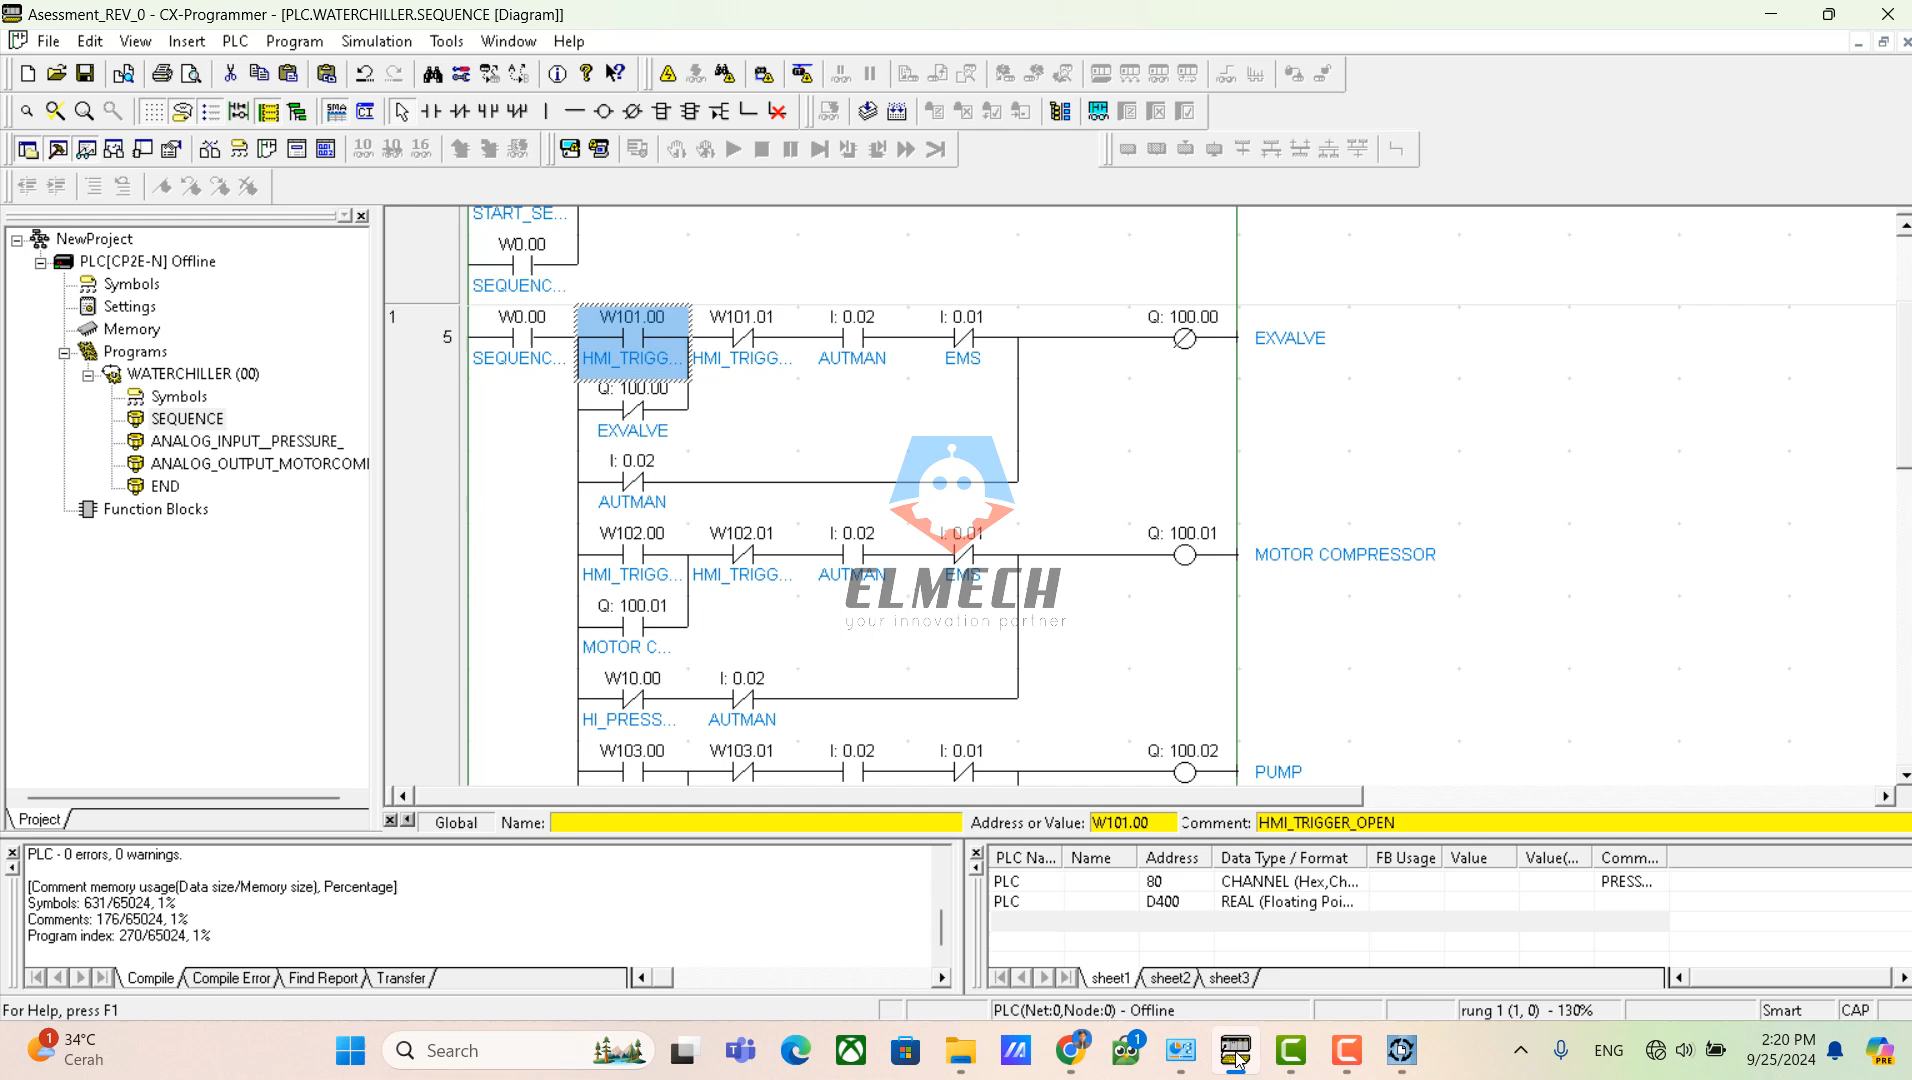 Asessment_REV_0 - CX-Programmer - [PLC.WATERCHILLER.SEQUENCE [Diagram]]
File Edit View Insert PLC Program Simulation Tools Window Help
NewProject
PLC[CP2E-N] Offline
Symbols
Settings
Memory
Programs
WATERCHILLER (00)
Symbols
SEQUENCE
ANALOG_INPUT__PRESSURE_
ANALOG_OUTPUT_MOTORCOMI
END
Function Blocks
Project
START_SE...
W0.00
SEQUENC...
1
5
W0.00 W101.00 W101.01 I: 0.02 I: 0.01 Q: 100.00
SEQUENC... HMI_TRIGG... HMI_TRIGG... AUTMAN EMS EXVALVE
Q: 100.00
EXVALVE
I: 0.02
AUTMAN
W102.00 W102.01 I: 0.02 I: 0.01 Q: 100.01
HMI_TRIGG... HMI_TRIGG... AUTMAN EMS MOTOR COMPRESSOR
Q: 100.01
MOTOR C...
W10.00 I: 0.02
HI_PRESS... AUTMAN
W103.00 W103.01 I: 0.02 I: 0.01 Q: 100.02
PUMP
ELMECH
your innovation partner
Global Name: Address or Value: W101.00 Comment: HMI_TRIGGER_OPEN
PLC - 0 errors, 0 warnings.
[Comment memory usage(Data size/Memory size), Percentage]
Symbols: 631/65024, 1%
Comments: 176/65024, 1%
Program index: 270/65024, 1%
Compile Compile Error Find Report Transfer
PLC Na... Name Address Data Type / Format FB Usage Value Value(... Comm...
PLC 80 CHANNEL (Hex,Ch... PRESS...
PLC D400 REAL (Floating Poi...
sheet1 sheet2 sheet3
For Help, press F1 PLC(Net:0,Node:0) - Offline rung 1 (1, 0) - 130% Smart CAP
1
34°C
Cerah
Search
1
ENG
2:20 PM
9/25/2024
PRE